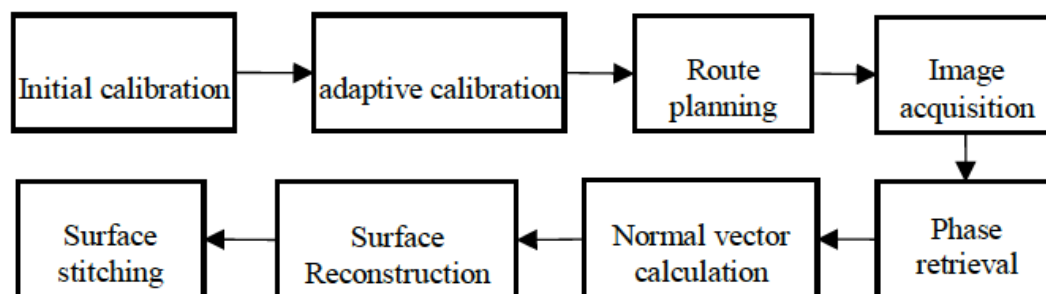 Initial calibration
adaptive calibration
Route
planning
Image
acquisition
Phase
retrieval
Normal vector
calculation
Surface
Reconstruction
Surface
stitching